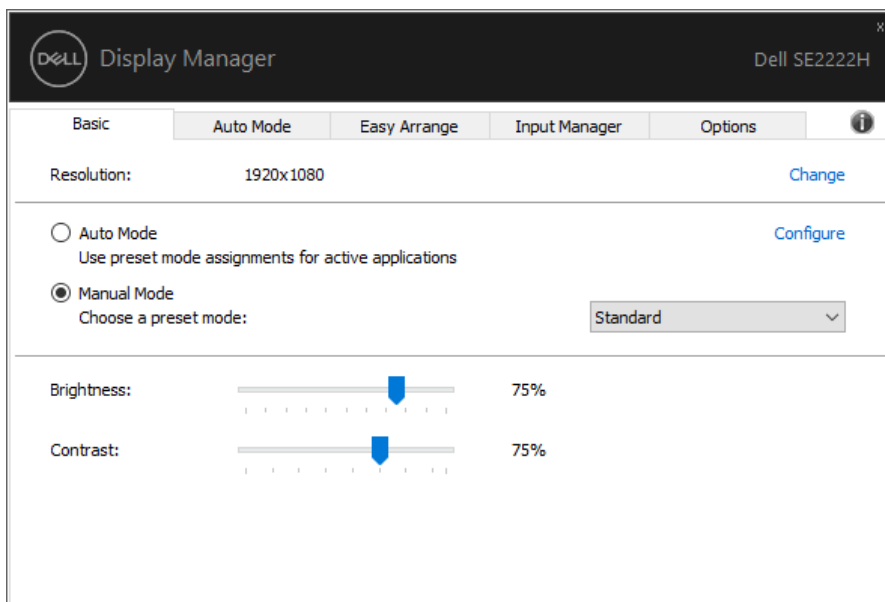 x
DELL Display Manager
Dell SE2222H
Basic Auto Mode Easy Arrange Input Manager Options i
Resolution: 1920x1080 Change
Auto Mode Configure
Use preset mode assignments for active applications
Manual Mode
Choose a preset mode: Standard
Brightness: 75%
Contrast: 75%